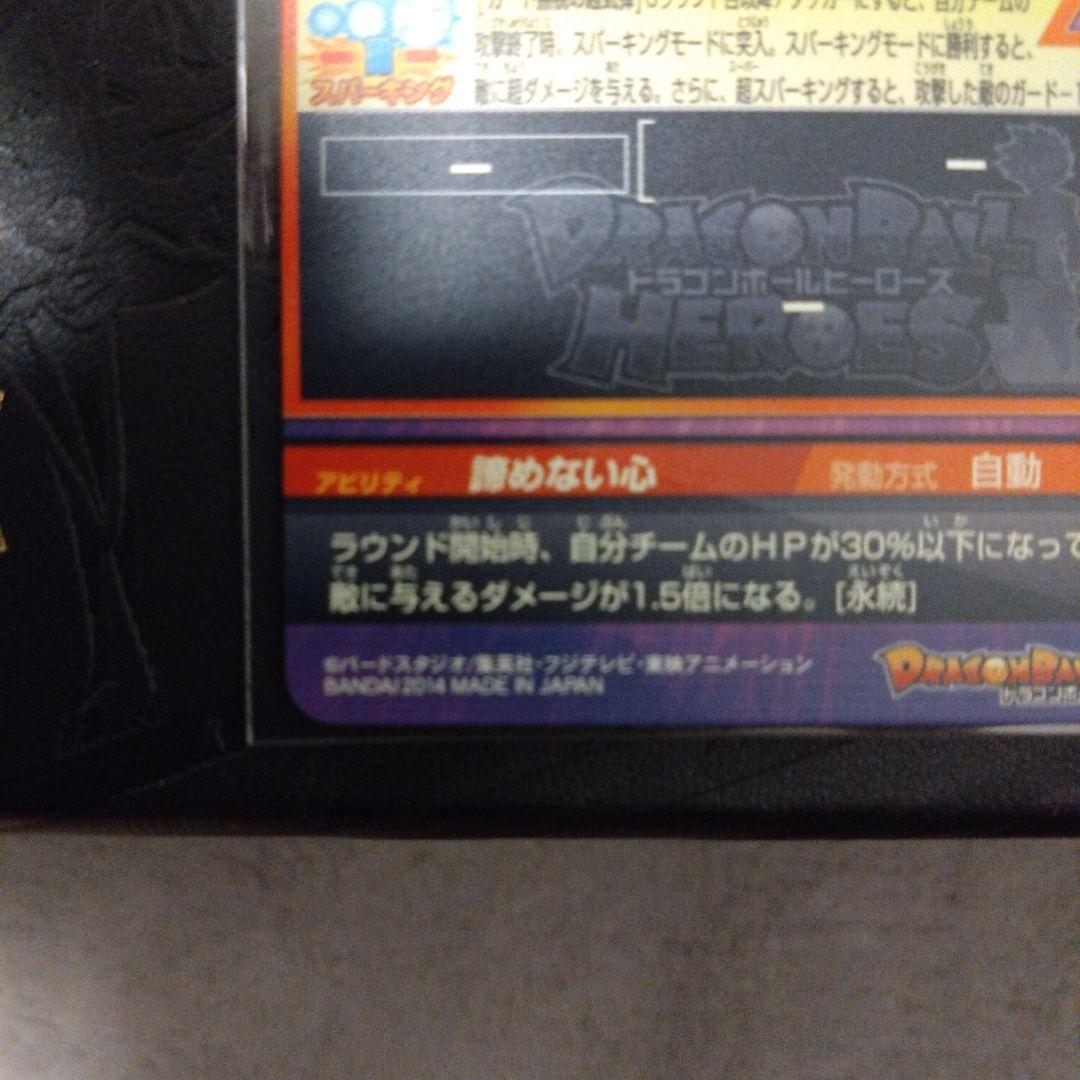 攻撃終了時、スパーキングモードに突入。スパーキングモードに勝利すると、
敵に超ダメージを与える。さらに、超スパーキングすると、攻撃した敵のガード-1
スパーキング
DRAGON BALL
ドラゴンボールヒーローズ
HEROES
アビリティ 諦めない心 発動方式 自動
ラウンド開始時、自分チームのHPが30%以下になって
敵に与えるダメージが1.5倍になる。[永続]
©バードスタジオ/集英社・フジテレビ・東映アニメーション
BANDAI 2014 MADE IN JAPAN
DRAGON BA
ドラゴンボ